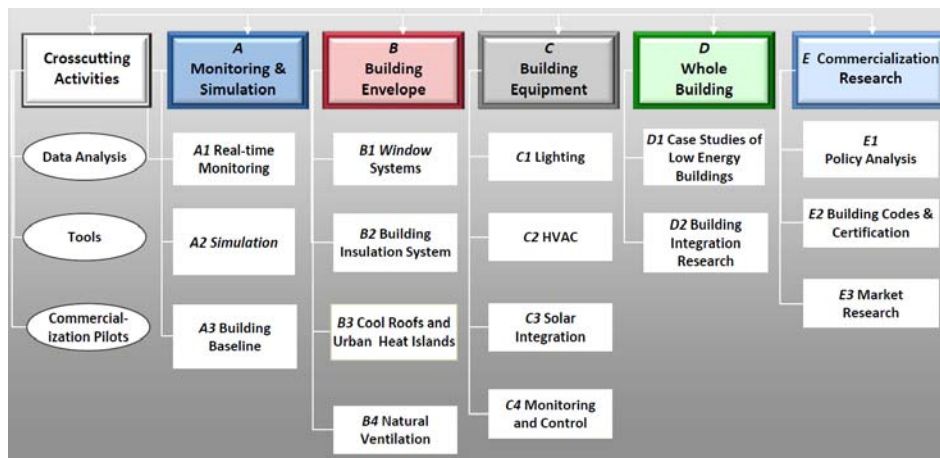 Crosscutting
Activities
A
Monitoring &
Simulation
B
Building
Envelope
C
Building
Equipment
D
Whole
Building
E Commercialization
Research
Data Analysis
Tools
Commercial-
ization Pilots
A1 Real-time
Monitoring
A2 Simulation
A3 Building
Baseline
B1 Window
Systems
B2 Building
Insulation System
B3 Cool Roofs and
Urban Heat Islands
B4 Natural
Ventilation
C1 Lighting
C2 HVAC
C3 Solar
Integration
C4 Monitoring
and Control
D1 Case Studies of
Low Energy
Buildings
D2 Building
Integration
Research
E1
Policy Analysis
E2 Building Codes &
Certification
E3 Market
Research